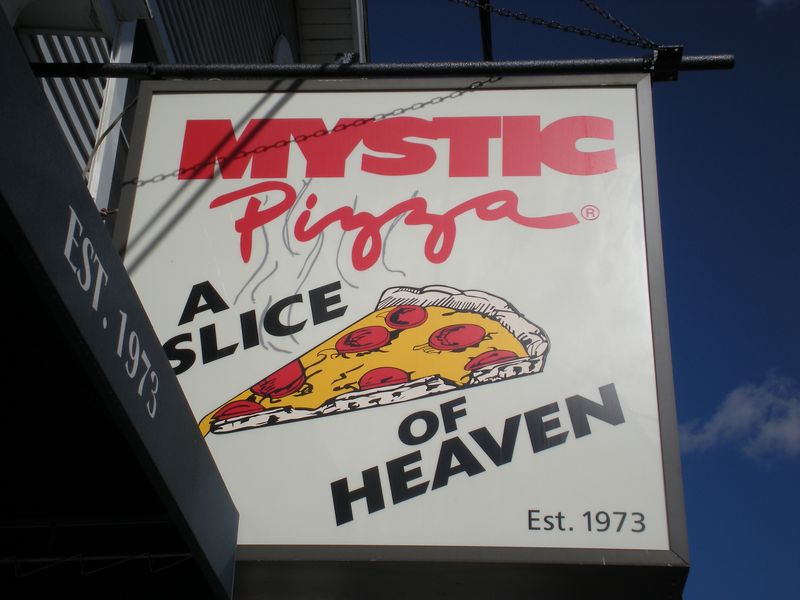 MYSTIC
Pizza®
A
SLICE
OF
HEAVEN
Est. 1973
EST. 1973